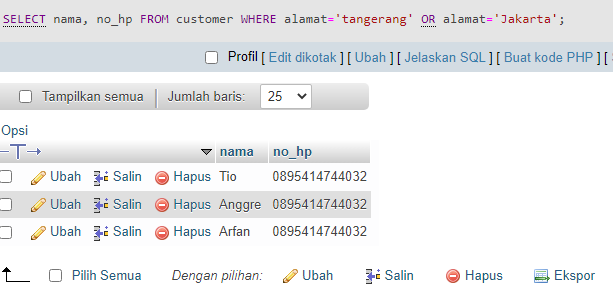 SELECT nama, no_hp FROM customer WHERE alamat='tangerang' OR alamat='Jakarta';
Profil [ Edit dikotak ] [ Ubah ] [ Jelaskan SQL ] [ Buat kode PHP ] [
Tampilkan semua Jumlah baris: 25
Opsi
nama no_hp
Ubah Salin Hapus Tio 0895414744032
Ubah Salin Hapus Anggre 0895414744032
Ubah Salin Hapus Arfan 0895414744032
Pilih Semua Dengan pilihan: Ubah Salin Hapus Ekspor